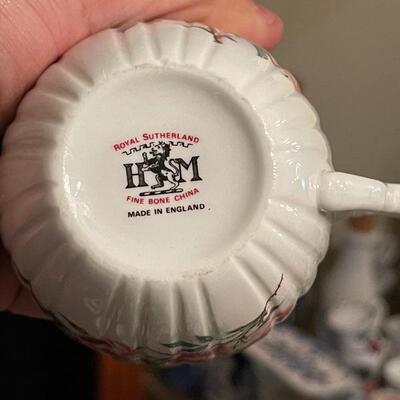 ROYAL SUTHERLAND
H M
FINE BONE CHINA
MADE IN ENGLAND